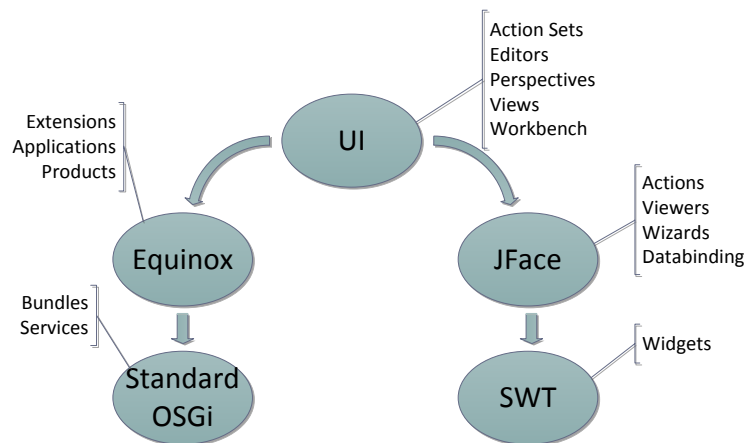 Action Sets
Editors
Perspectives
Views
Workbench
UI
Extensions
Applications
Products
Actions
Viewers
Wizards
Databinding
Equinox
JFace
Bundles
Services
Widgets
Standard
OSGi
SWT